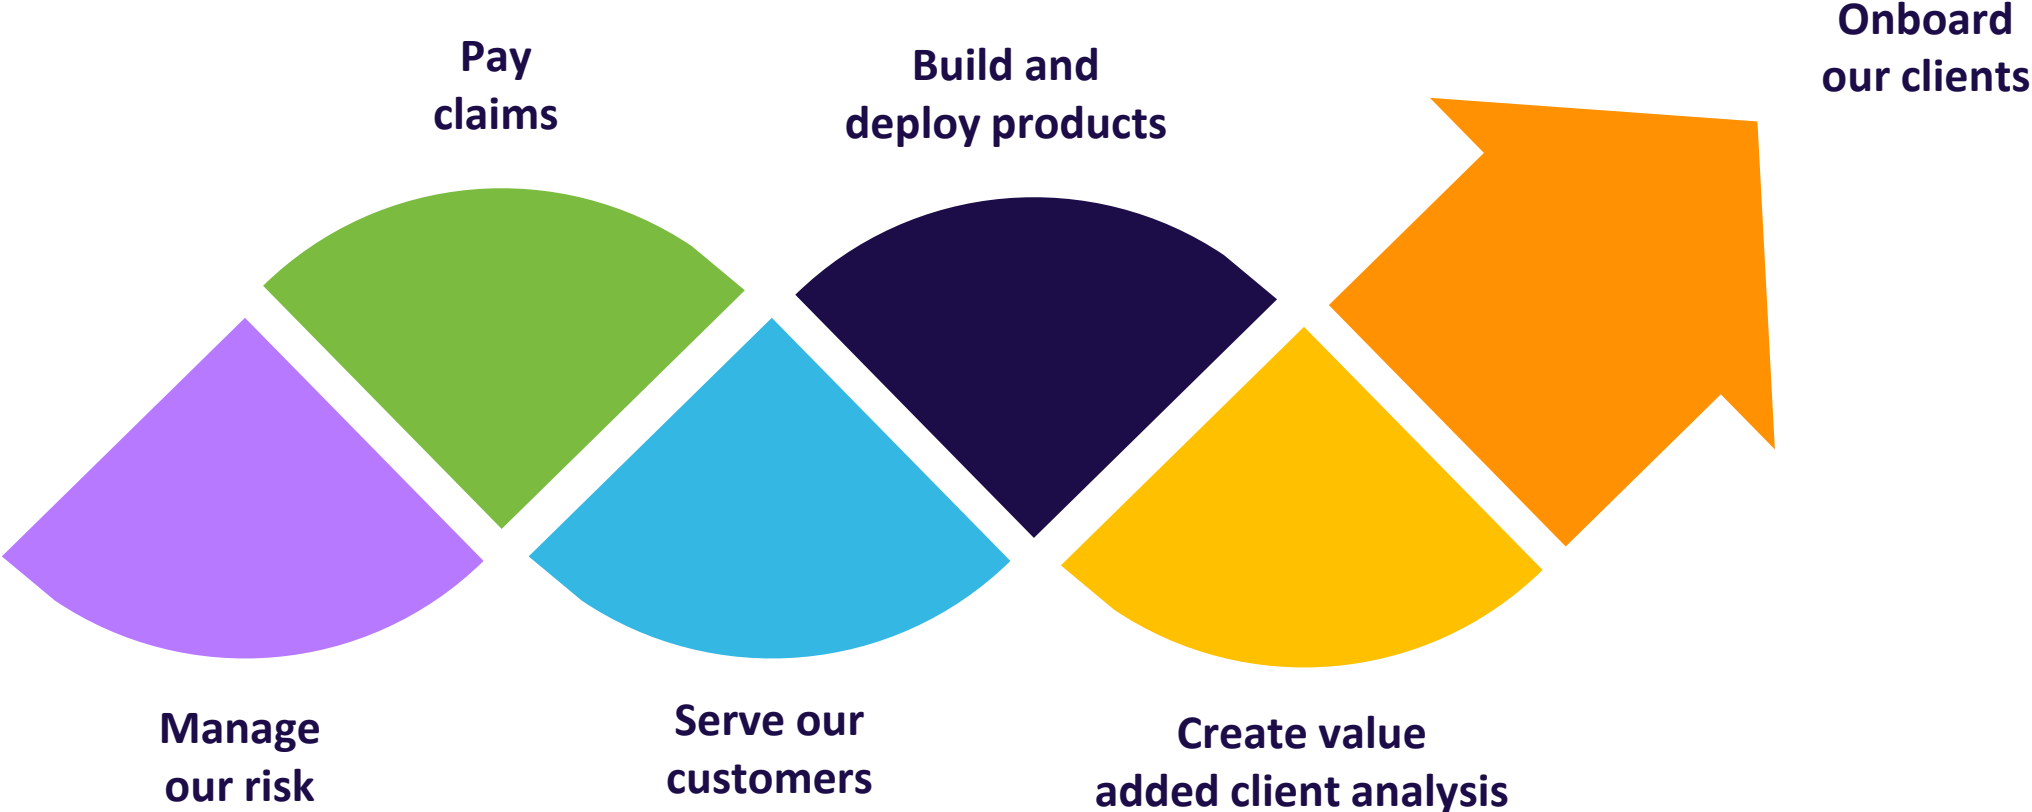 Onboard
our clients
Pay
claims
Build and
deploy products
Manage
our risk
Serve our
customers
Create value
added client analysis